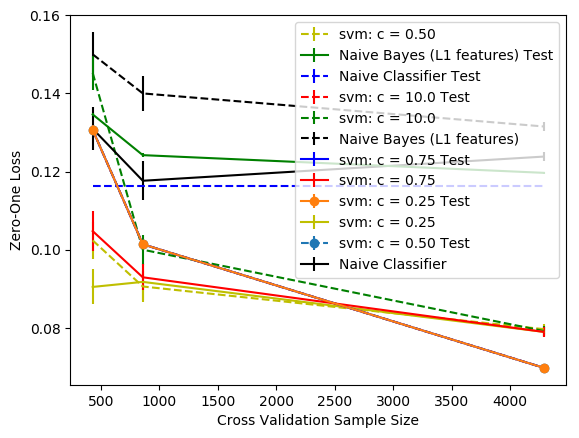 0.16
0.14
0.12
0.10
0.08
Zero-One Loss
svm: c = 0.50
Naive Bayes (L1 features) Test
Naive Classifier Test
svm: c = 10.0 Test
svm: c = 10.0
Naive Bayes (L1 features)
svm: c = 0.75 Test
svm: c = 0.75
svm: c = 0.25 Test
svm: c = 0.25
svm: c = 0.50 Test
Naive Classifier
500 1000 1500 2000 2500 3000 3500 4000
Cross Validation Sample Size